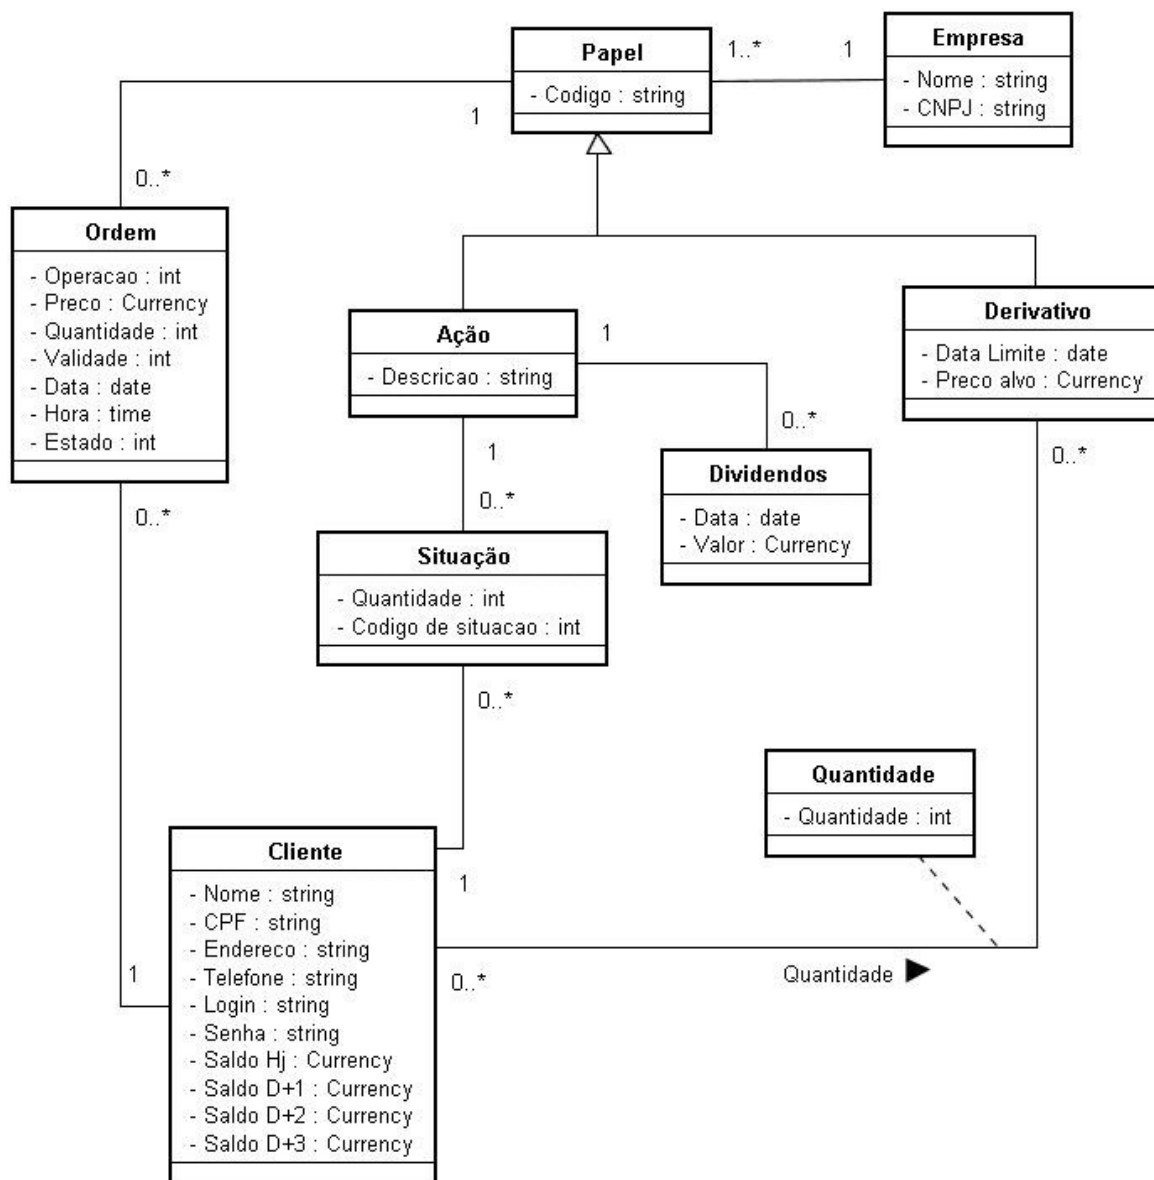 Papel
- Codigo : string
1..*
1
Empresa
- Nome : string
- CNPJ : string
1
0..*
Ordem
- Operacao : int
- Preco : Currency
- Quantidade : int
- Validade : int
- Data : date
- Hora : time
- Estado : int
0..*
Ação
- Descricao : string
1
1
0..*
Derivativo
- Data Limite : date
- Preco alvo : Currency
0..*
Dividendos
- Data : date
- Valor : Currency
0..*
Situação
- Quantidade : int
- Codigo de situacao : int
0..*
Quantidade
- Quantidade : int
Cliente
- Nome : string
- CPF : string
- Endereco : string
- Telefone : string
- Login : string
- Senha : string
- Saldo Hj : Currency
- Saldo D+1 : Currency
- Saldo D+2 : Currency
- Saldo D+3 : Currency
1
1
0..*
Quantidade ►